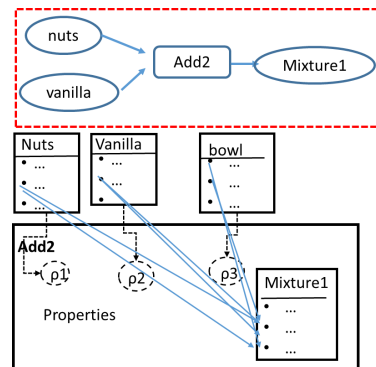 nuts
Add2
Mixture1
vanilla
Nuts
• ...
• ...
• ...
Vanilla
• ...
• ...
bowl
• ...
• ...
• ...
Add2
ρ1
ρ2
ρ3
Properties
Mixture1
• ...
• ...
• ...